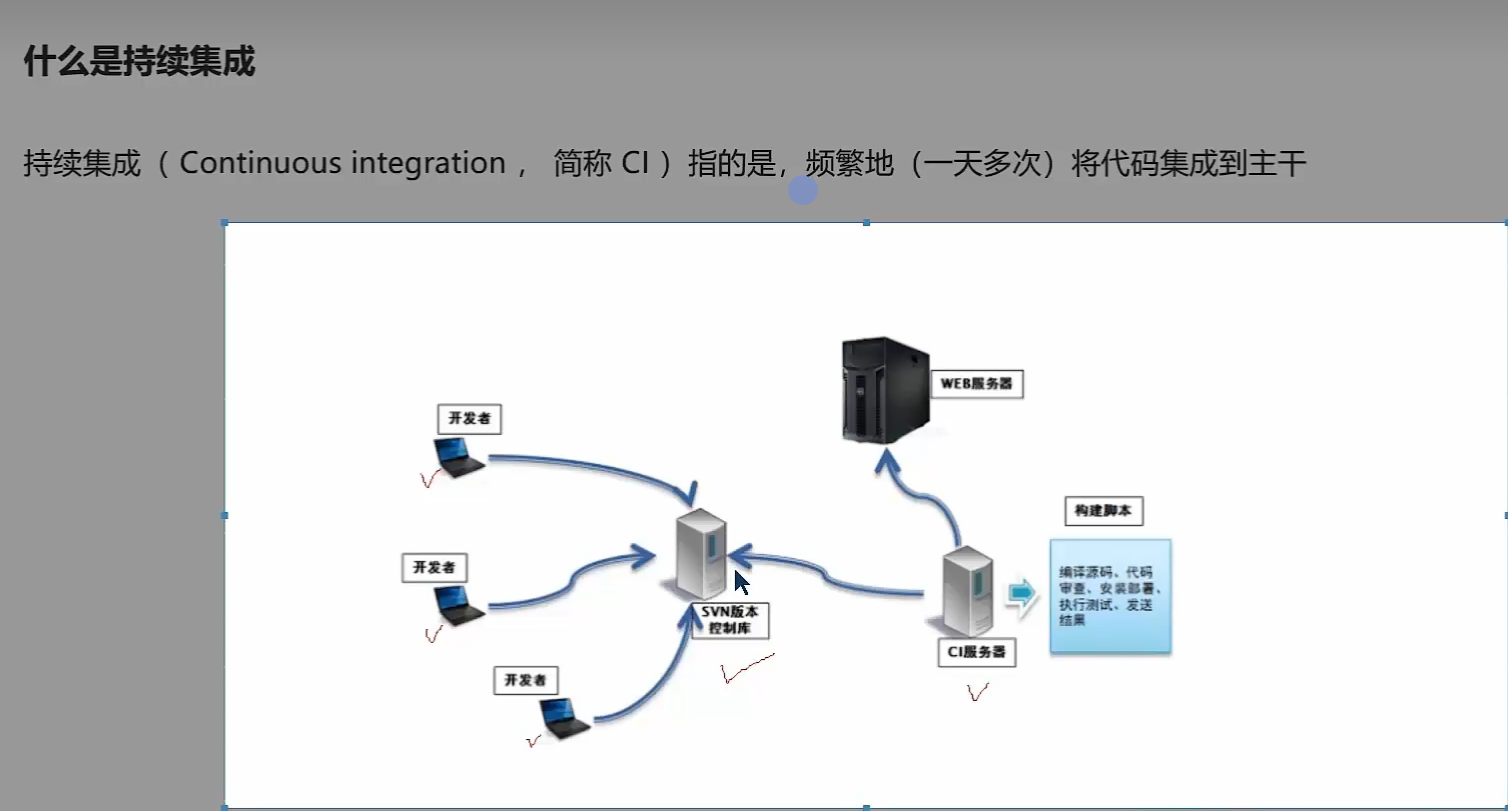 什么是持续集成
持续集成（ Continuous integration ， 简称 CI ）指的是，频繁地（一天多次）将代码集成到主干
WEB服务器
开发者
构建脚本
开发者
编译源码、代码
审查、安装部署、
执行测试、发送
结果
SVN版本
控制库
CI服务器
开发者